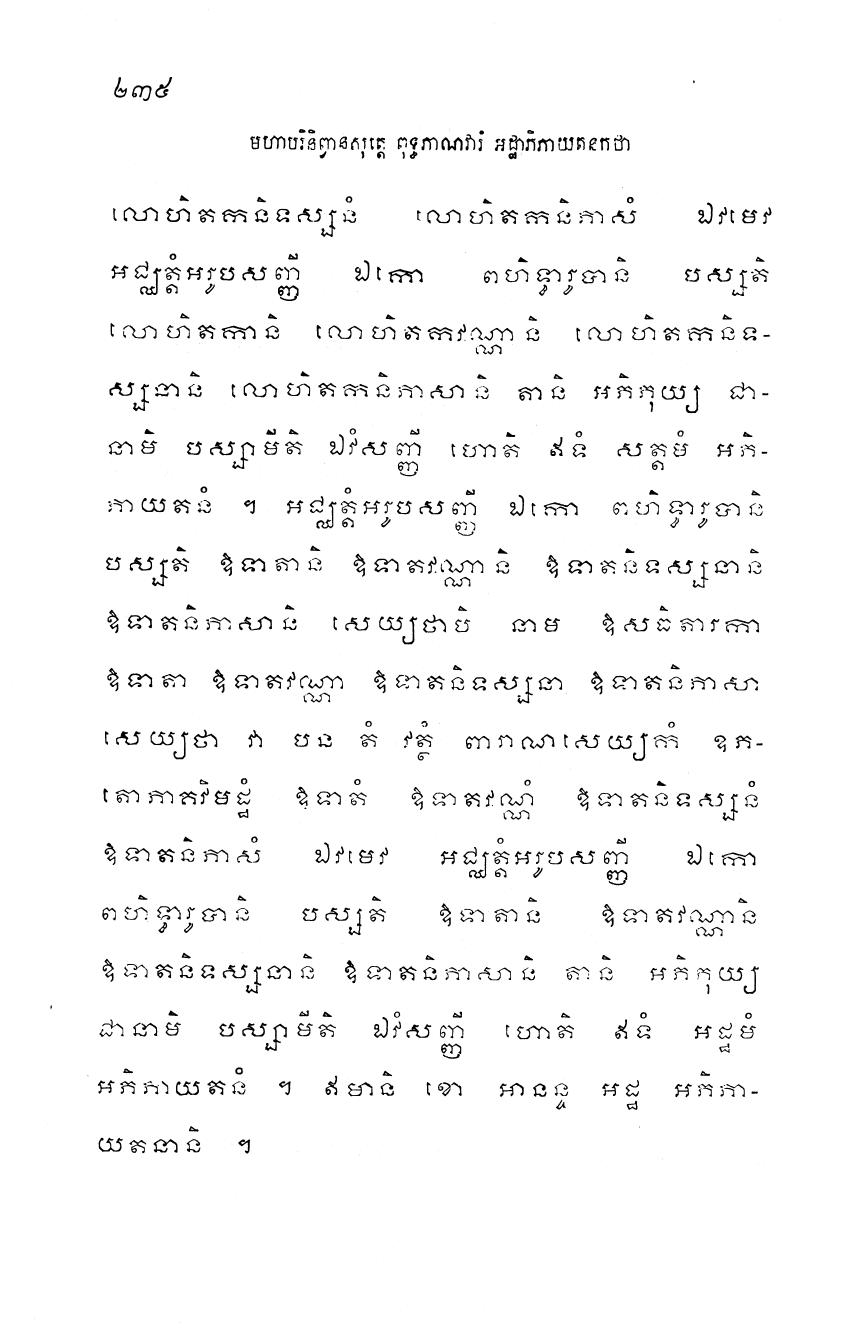 ២៣៥
មហាបរិនិព្វានសុត្តេ ពុទ្ធភាណវារំ អដ្ឋាភិភាយតនកថា
លោហិតកនិទស្សនំ លោហិតកនិភាសំ ឯវមេវ
អជ្ឈត្តំអរូបសញ្ញី ឯកោ ពហិទ្ធារូបានិ បស្សតិ
លោហិតកានិ លោហិតកវណ្ណានិ លោហិតកនិទ-
ស្សនានិ លោហិតកនិភាសានិ តានិ អភិភុយ្យ ជា-
នាមិ បស្សាមីតិ ឯវំសញ្ញី ហោតិ ឥទំ សត្តមំ អភិ-
ភាយតនំ ។ អជ្ឈត្តំអរូបសញ្ញី ឯកោ ពហិទ្ធារូបានិ
បស្សតិ ឱទាតានិ ឱទាតវណ្ណានិ ឱទាតនិទស្សនានិ
ឱទាតនិភាសានិ សេយ្យថាបិ នាម ឱសធិតារកា
ឱទាតា ឱទាតវណ្ណា ឱទាតនិទស្សនា ឱទាតនិភាសា
សេយ្យថា វា បន តំ វត្ថំ ពារាណសេយ្យកំ ឧភ-
តោភាគវិមដ្ឋំ ឱទាតំ ឱទាតវណ្ណំ ឱទាតនិទស្សនំ
ឱទាតនិភាសំ ឯវមេវ អជ្ឈត្តំអរូបសញ្ញី ឯកោ
ពហិទ្ធារូបានិ បស្សតិ ឱទាតានិ ឱទាតវណ្ណានិ
ឱទាតនិទស្សនានិ ឱទាតនិភាសានិ តានិ អភិភុយ្យ
ជានាមិ បស្សាមីតិ ឯវំសញ្ញី ហោតិ ឥទំ អដ្ឋមំ
អភិភាយតនំ ។ ឥមានិ ខោ អានន្ទ អដ្ឋ អភិភា-
យតនានិ ។